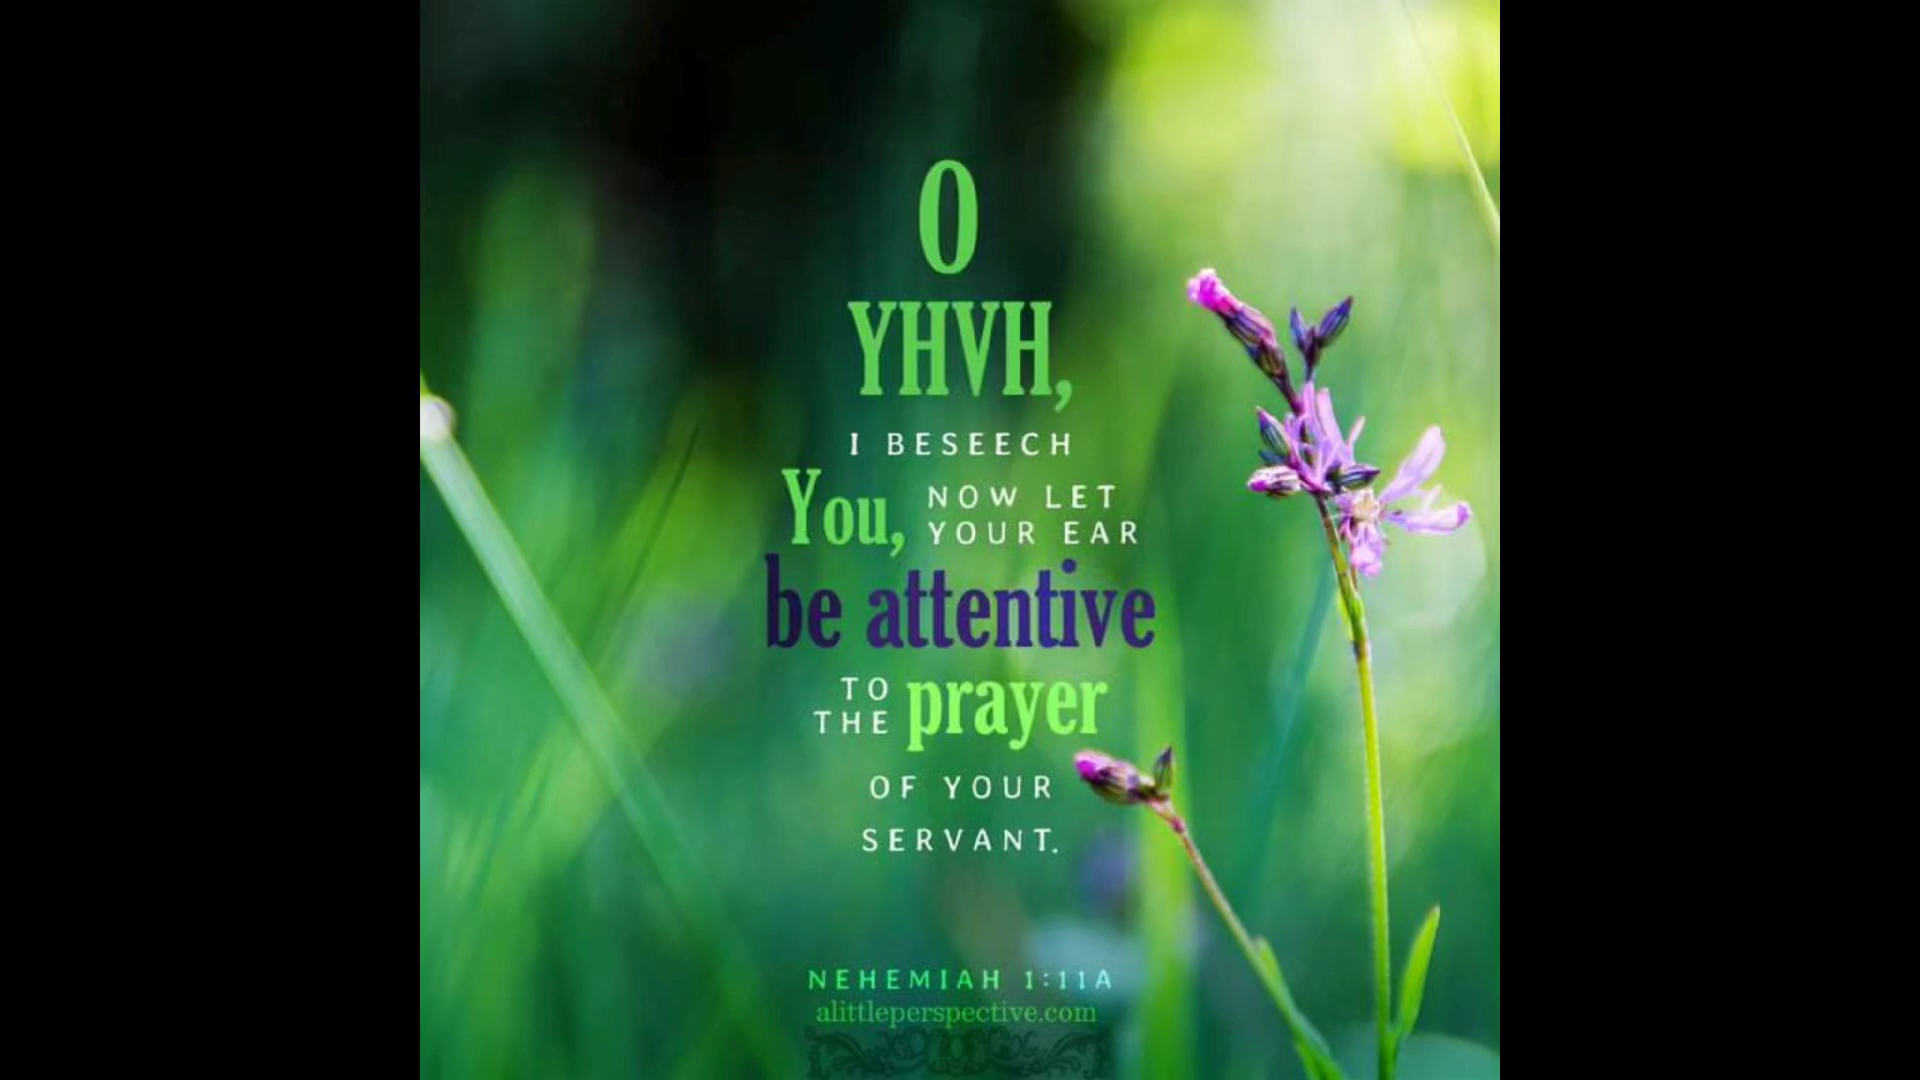 O
YHVH,
I BESEECH
You, NOW LET
YOUR EAR
be attentive
TO
THE prayer
OF YOUR
SERVANT.
NEHEMIAH 1:11A
alittleperspective.com